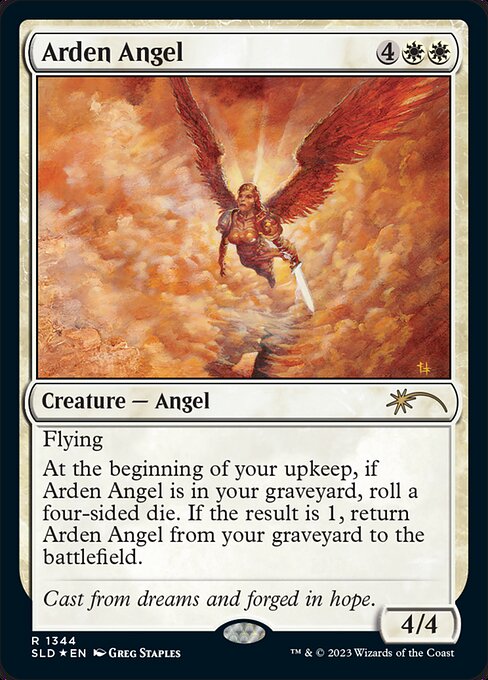 Arden Angel 4
Creature — Angel
Flying
At the beginning of your upkeep, if
Arden Angel is in your graveyard, roll a
four-sided die. If the result is 1, return
Arden Angel from your graveyard to the
battlefield.
Cast from dreams and forged in hope.
4/4
R 1344
SLD ★ EN Greg Staples
™ & © 2023 Wizards of the Coast